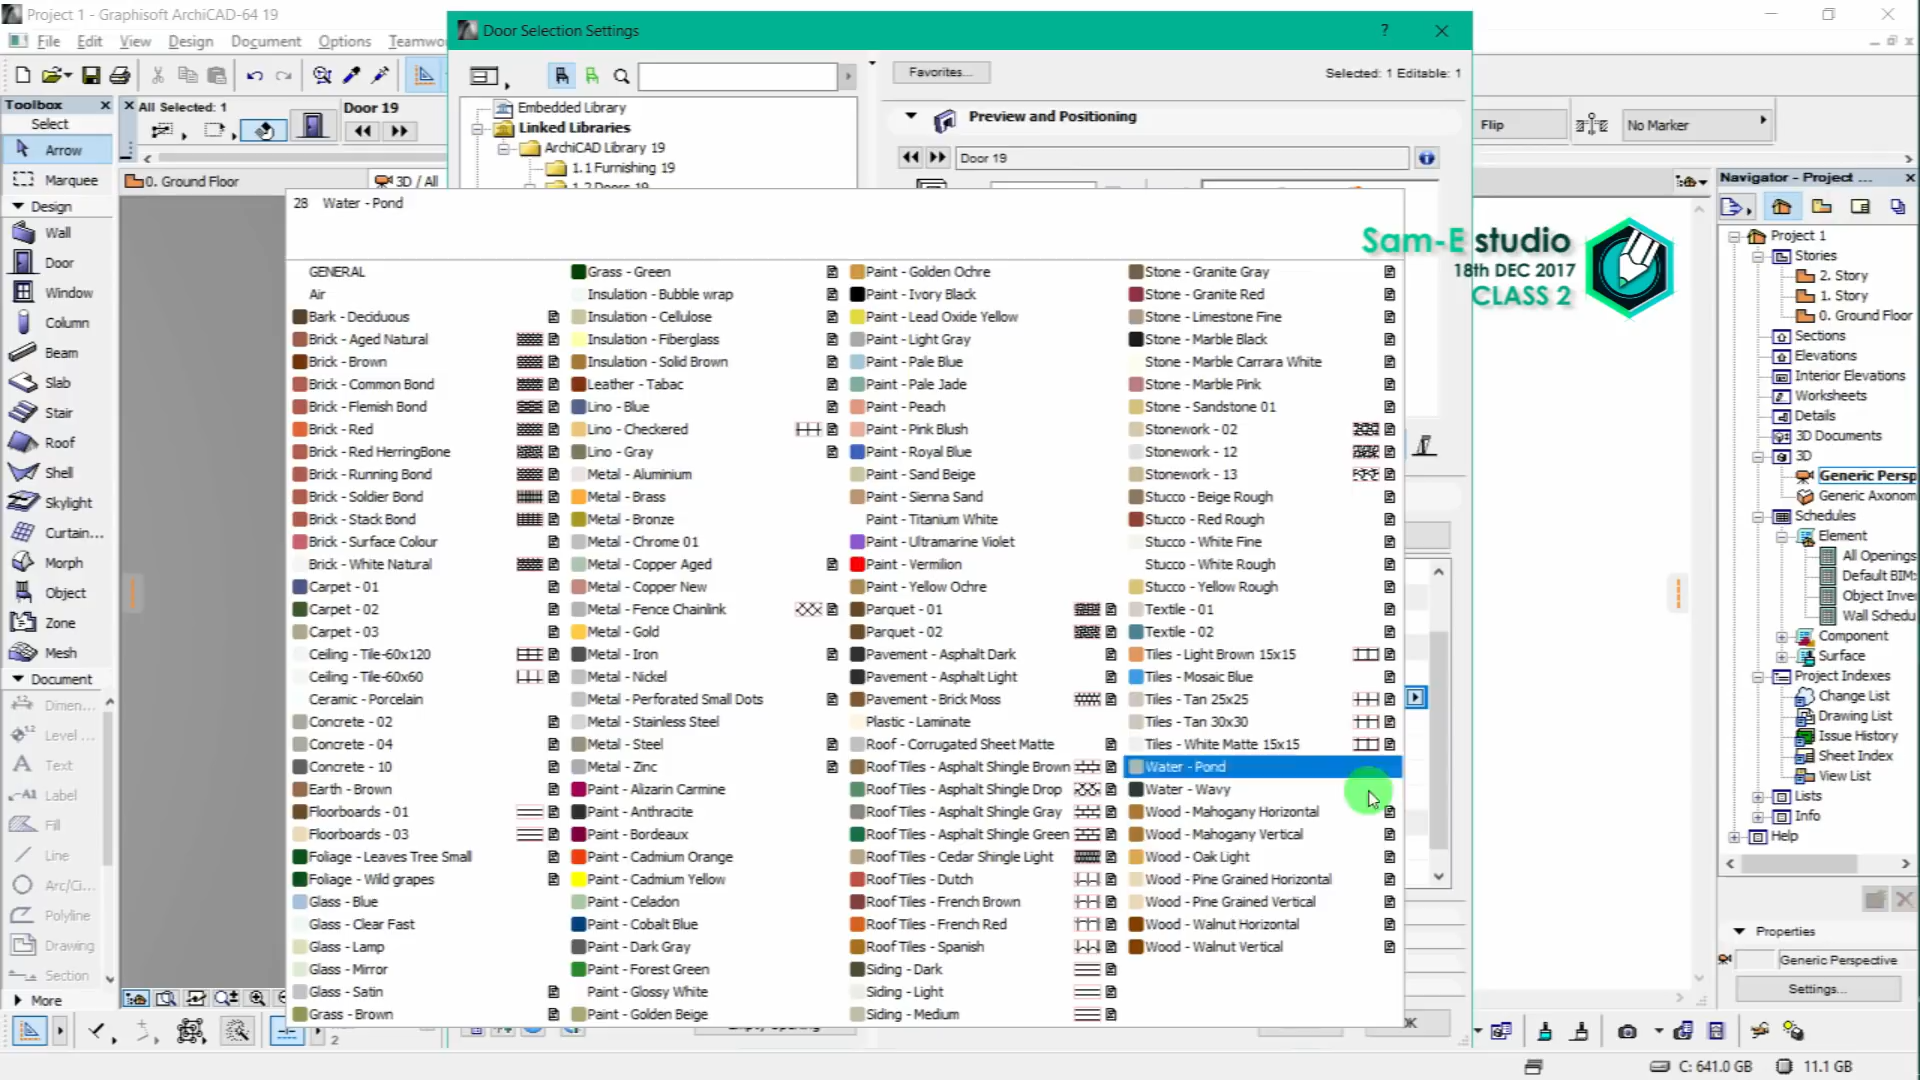 Project 1 - Graphisoft ArchiCAD-64 19
File Edit View Design Document Options Teamwo
Door Selection Settings
?
Favorites...
Selected: 1 Editable: 1
Toolbox
Select
Arrow
Marquee
Design
Wall
Door
Window
Column
Beam
Slab
Stair
Roof
Shell
Skylight
Curtain...
Morph
Object
Zone
Mesh
Document
Dimen...
Level ...
Text
A1 Label
Fill
Line
Arc/Ci...
Polyline
Drawing
Section
More
All Selected: 1
Door 19
0. Ground Floor
3D / All
Embedded Library
Linked Libraries
ArchiCAD Library 19
1.1 Furnishing 19
1.2 Doors 19
Preview and Positioning
Door 19
Flip
No Marker
28 Water - Pond
GENERAL
Air
Bark - Deciduous
Brick - Aged Natural
Brick - Brown
Brick - Common Bond
Brick - Flemish Bond
Brick - Red
Brick - Red HerringBone
Brick - Running Bond
Brick - Soldier Bond
Brick - Stack Bond
Brick - Surface Colour
Brick - White Natural
Carpet - 01
Carpet - 02
Carpet - 03
Ceiling - Tile-60x120
Ceiling - Tile-60x60
Ceramic - Porcelain
Concrete - 02
Concrete - 04
Concrete - 10
Earth - Brown
Floorboards - 01
Floorboards - 03
Foliage - Leaves Tree Small
Foliage - Wild grapes
Glass - Blue
Glass - Clear Fast
Glass - Lamp
Glass - Mirror
Glass - Satin
Grass - Brown
Grass - Green
Insulation - Bubble wrap
Insulation - Cellulose
Insulation - Fiberglass
Insulation - Solid Brown
Leather - Tabac
Lino - Blue
Lino - Checkered
Lino - Gray
Metal - Aluminium
Metal - Brass
Metal - Bronze
Metal - Chrome 01
Metal - Copper Aged
Metal - Copper New
Metal - Fence Chainlink
Metal - Gold
Metal - Iron
Metal - Nickel
Metal - Perforated Small Dots
Metal - Stainless Steel
Metal - Steel
Metal - Zinc
Paint - Alizarin Carmine
Paint - Anthracite
Paint - Bordeaux
Paint - Cadmium Orange
Paint - Cadmium Yellow
Paint - Celadon
Paint - Cobalt Blue
Paint - Dark Gray
Paint - Forest Green
Paint - Glossy White
Paint - Golden Beige
Paint - Golden Ochre
Paint - Ivory Black
Paint - Lead Oxide Yellow
Paint - Light Gray
Paint - Pale Blue
Paint - Pale Jade
Paint - Peach
Paint - Pink Blush
Paint - Royal Blue
Paint - Sand Beige
Paint - Sienna Sand
Paint - Titanium White
Paint - Ultramarine Violet
Paint - Vermilion
Paint - Yellow Ochre
Parquet - 01
Parquet - 02
Pavement - Asphalt Dark
Pavement - Asphalt Light
Pavement - Brick Moss
Plastic - Laminate
Roof - Corrugated Sheet Matte
Roof Tiles - Asphalt Shingle Brown
Roof Tiles - Asphalt Shingle Drop
Roof Tiles - Asphalt Shingle Gray
Roof Tiles - Asphalt Shingle Green
Roof Tiles - Cedar Shingle Light
Roof Tiles - Dutch
Roof Tiles - French Brown
Roof Tiles - French Red
Roof Tiles - Spanish
Siding - Dark
Siding - Light
Siding - Medium
Stone - Granite Gray
Stone - Granite Red
Stone - Limestone Fine
Stone - Marble Black
Stone - Marble Carrara White
Stone - Marble Pink
Stone - Sandstone 01
Stonework - 02
Stonework - 12
Stonework - 13
Stucco - Beige Rough
Stucco - Red Rough
Stucco - White Fine
Stucco - White Rough
Stucco - Yellow Rough
Textile - 01
Textile - 02
Tiles - Light Brown 15x15
Tiles - Mosaic Blue
Tiles - Tan 25x25
Tiles - Tan 30x30
Tiles - White Matte 15x15
Water - Pond
Water - Wavy
Wood - Mahogany Horizontal
Wood - Mahogany Vertical
Wood - Oak Light
Wood - Pine Grained Horizontal
Wood - Pine Grained Vertical
Wood - Walnut Horizontal
Wood - Walnut Vertical
Sam-E studio
18th DEC 2017
CLASS 2
Navigator - Project ...
Project 1
Stories
2. Story
1. Story
0. Ground Floor
Sections
Elevations
Interior Elevations
Worksheets
Details
3D Documents
3D
Generic Persp
Generic Axonom
Schedules
Element
All Openings
Default BIM
Object Inve
Wall Schedu
Component
Surface
Project Indexes
Change List
Drawing List
Issue History
Sheet Index
View List
Lists
Info
Help
Properties
Generic Perspective
Settings...
2
C: 641.0 GB
11.1 GB